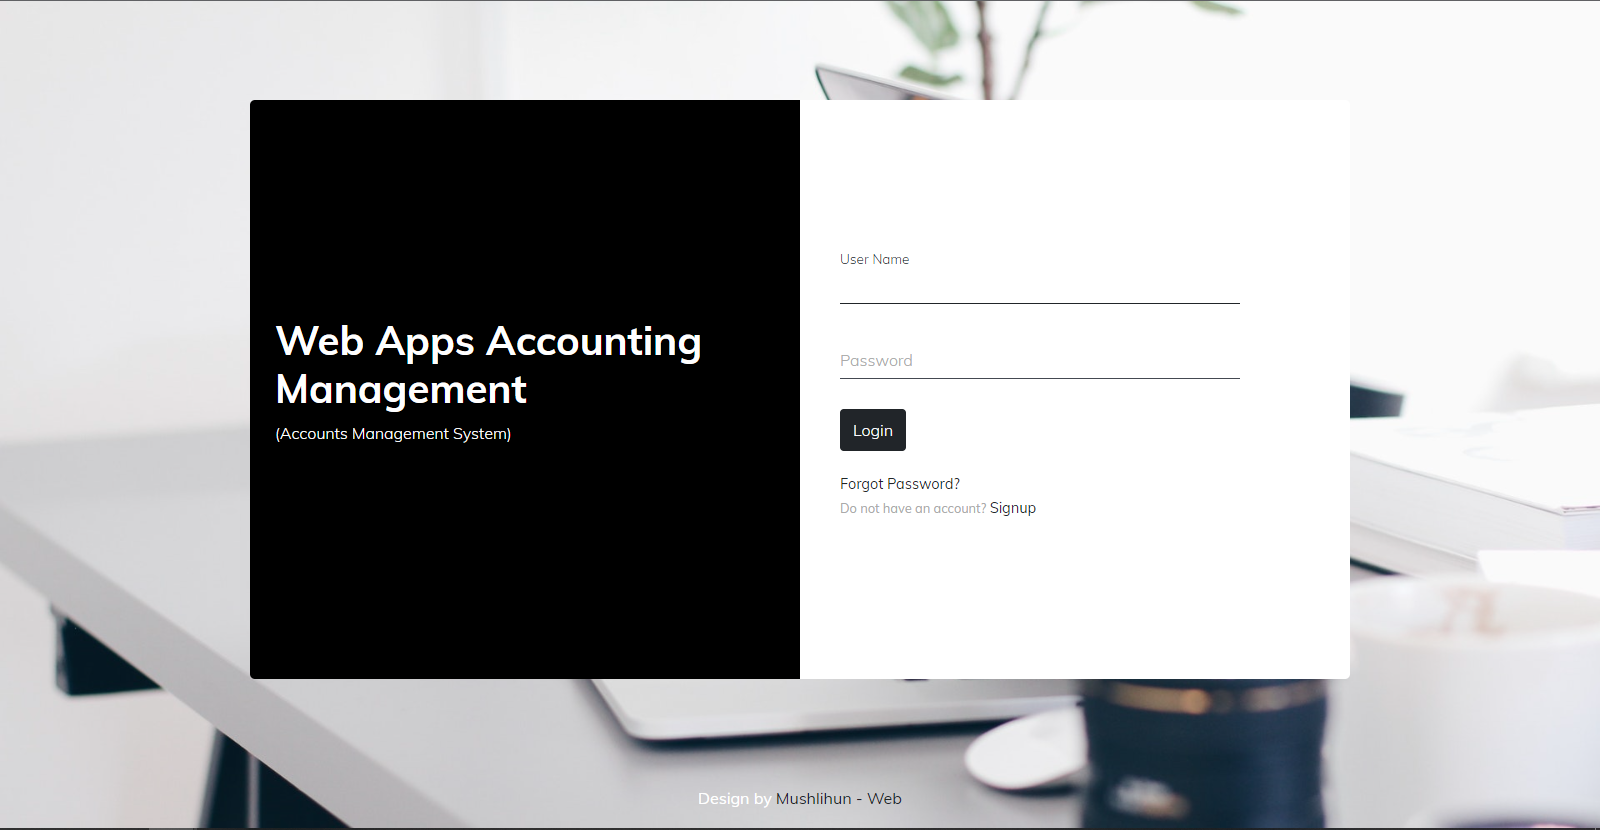 Web Apps Accounting
Management
(Accounts Management System)
User Name
Password
Login
Forgot Password?
Do not have an account? Signup
Design by Mushlihun - Web